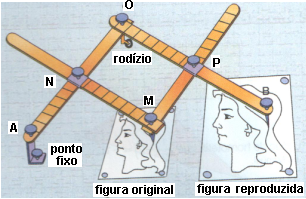 O
rodízio
N
P
M
B
A
ponto
fixo
figura original
figura reproduzida